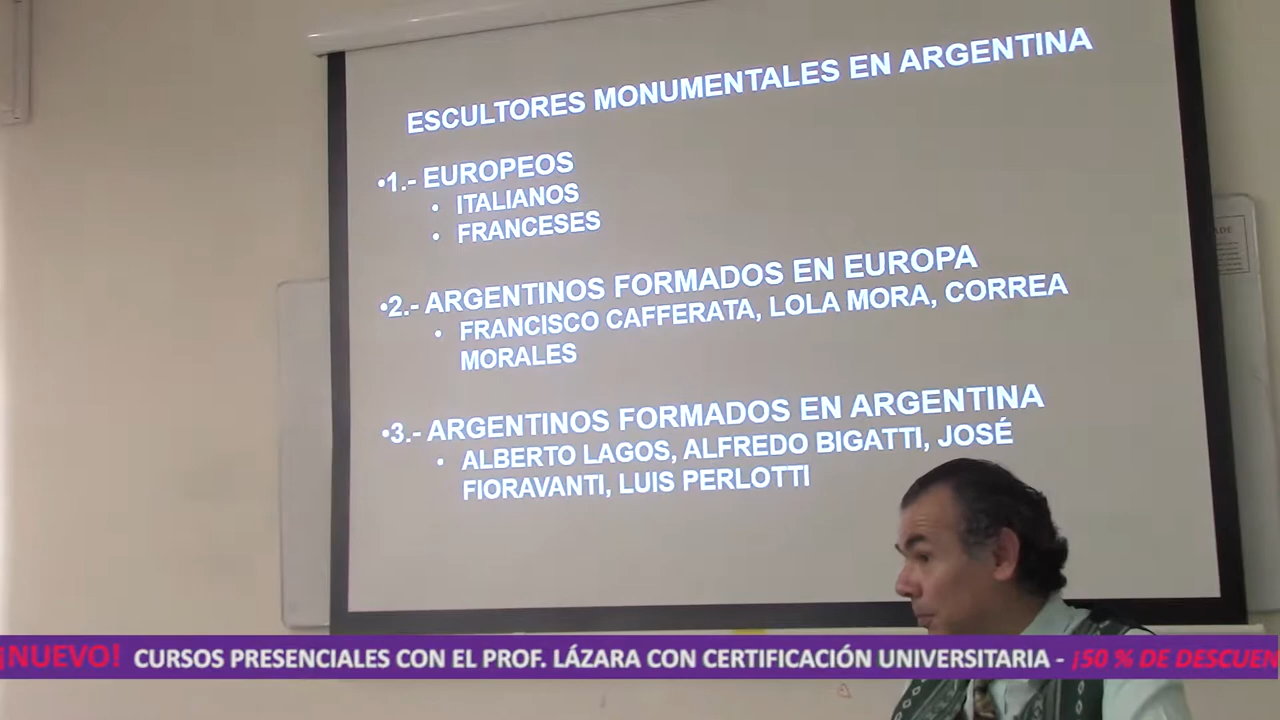 ESCULTORES MONUMENTALES EN ARGENTINA
•1.- EUROPEOS
• ITALIANOS
• FRANCESES
•2.- ARGENTINOS FORMADOS EN EUROPA
• FRANCISCO CAFFERATA, LOLA MORA, CORREA
MORALES
•3.- ARGENTINOS FORMADOS EN ARGENTINA
• ALBERTO LAGOS, ALFREDO BIGATTI, JOSÉ
FIORAVANTI, LUIS PERLOTTI
¡NUEVO! CURSOS PRESENCIALES CON EL PROF. LÁZARA CON CERTIFICACIÓN UNIVERSITARIA - ¡50 % DE DESCUEN